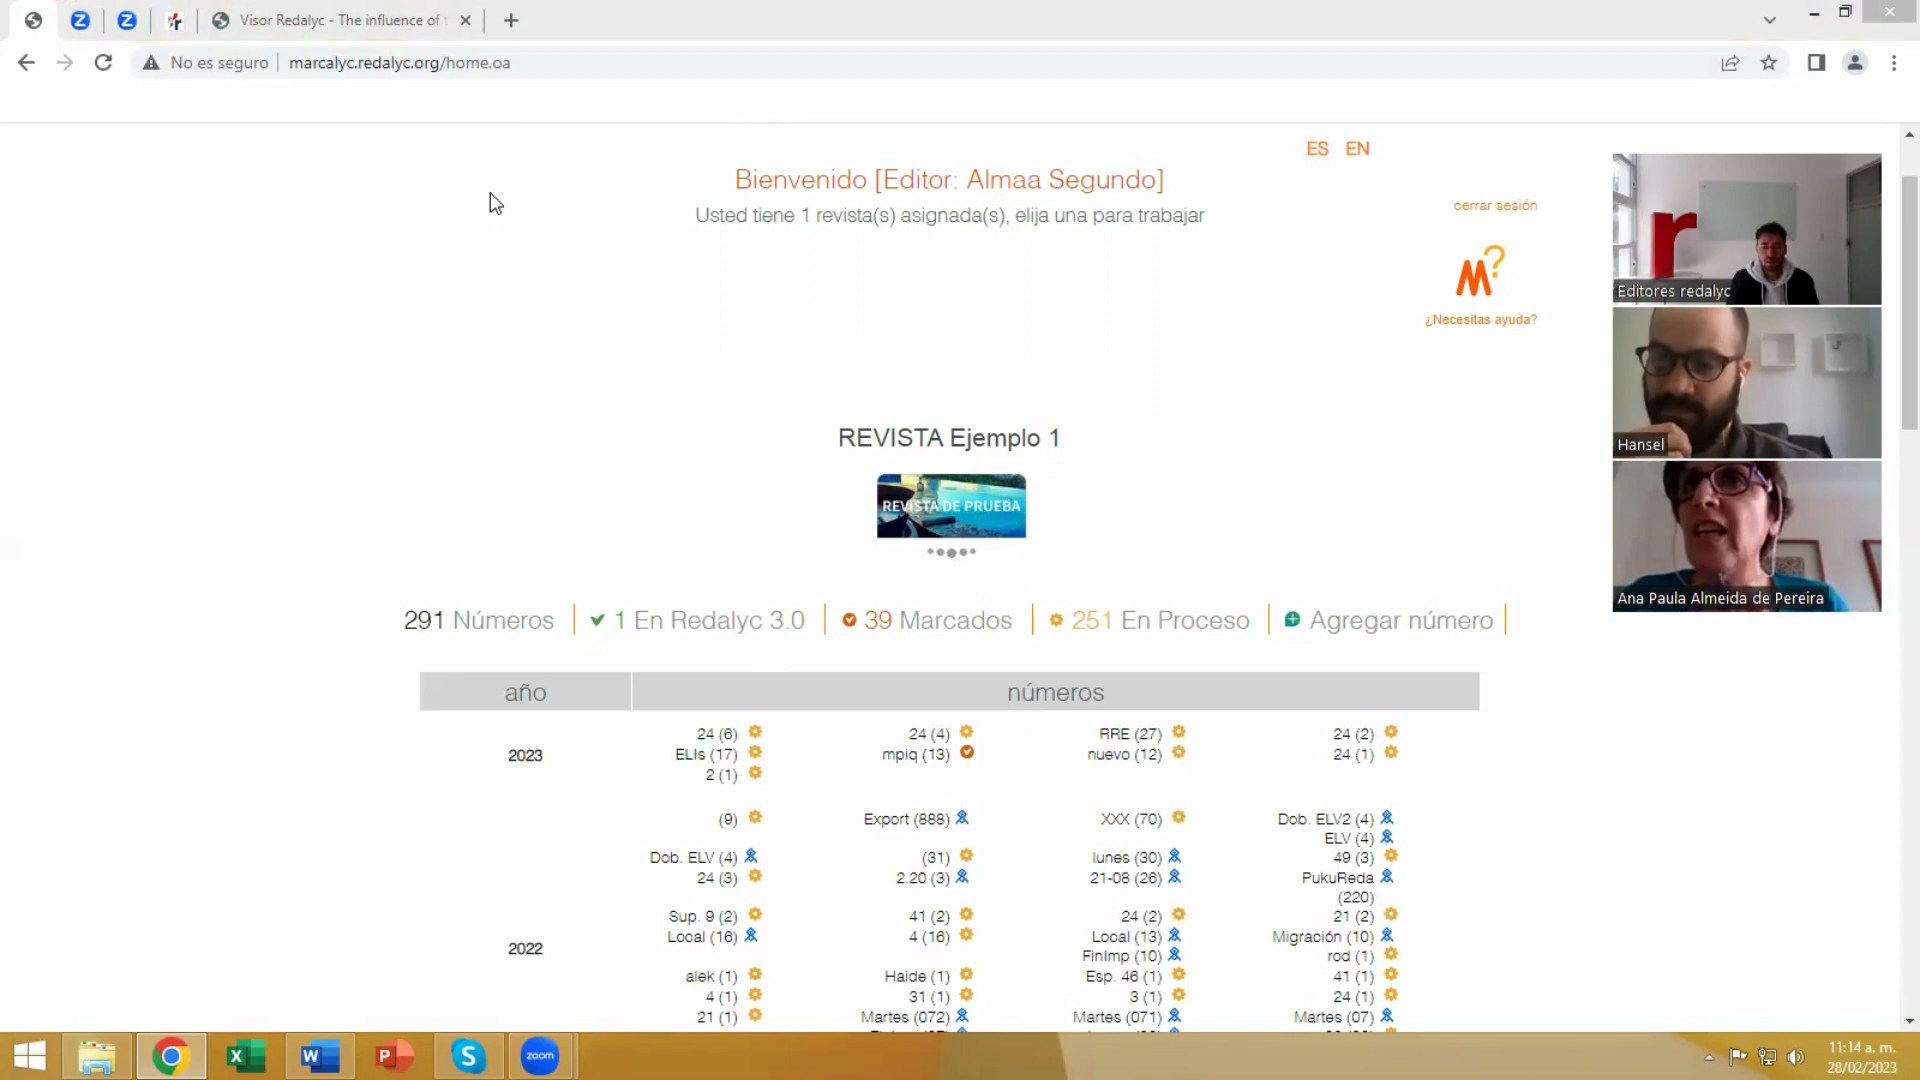 Visor Redalyc - The influence of t
No es seguro
marcalyc.redalyc.org/home.oa
ES EN
Bienvenido [Editor: Almaa Segundo]
Usted tiene 1 revista(s) asignada(s), elija una para trabajar
cerrar sesión
M?
¿Necesitas ayuda?
r
Editores redalyc
Hansel
Ana Paula Almeida de Pereira
REVISTA Ejemplo 1
REVISTA DE PRUEBA
291 Números
1 En Redalyc 3.0
39 Marcados
251 En Proceso
Agregar número
año números
2023
24 (6) 24 (4) RRE (27) 24 (2)
ELIs (17) mpiq (13) nuevo (12) 24 (1)
2 (1)
2022
(9) Export (888) XXX (70) Dob. ELV2 (4)
ELV (4)
Dob. ELV (4) (31) lunes (30) 49 (3)
24 (3) 2.20 (3) 21-08 (26) PukuReda
(220)
Sup. 9 (2) 41 (2) 24 (2) 21 (2)
Local (16) 4 (16) Local (13) Migración (10)
FinImp (10) rod (1)
alek (1) Haide (1) Esp. 46 (1) 41 (1)
4 (1) 31 (1) 3 (1) 24 (1)
21 (1) Martes (072) Martes (071) Martes (07)
zoom
11:14 a. m.
28/02/2023